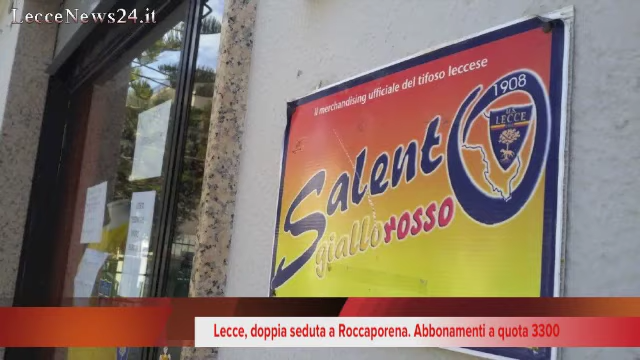 LecceNews24.it
Il merchandising ufficiale del tifoso leccese
1908
U.S.
LECCE
Salento
giallorosso
Lecce, doppia seduta a Roccaporena. Abbonamenti a quota 3300